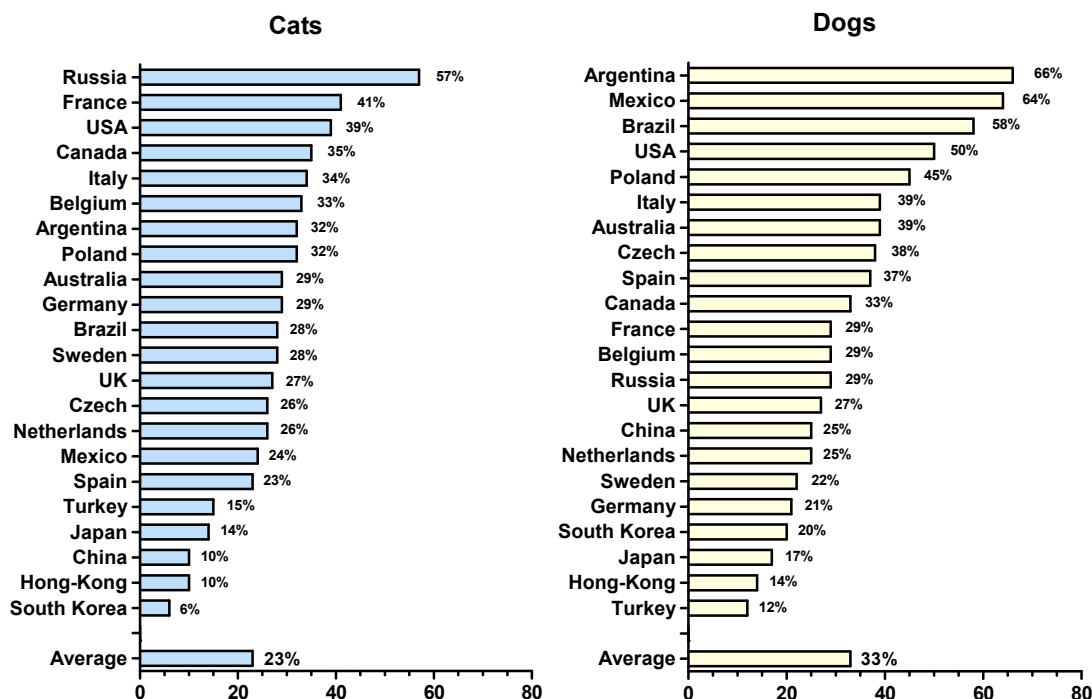 Cats
Russia 57%
France 41%
USA 39%
Canada 35%
Italy 34%
Belgium 33%
Argentina 32%
Poland 32%
Australia 29%
Germany 29%
Brazil 28%
Sweden 28%
UK 27%
Czech 26%
Netherlands 26%
Mexico 24%
Spain 23%
Turkey 15%
Japan 14%
China 10%
Hong-Kong 10%
South Korea 6%
Average 23%
0 20 40 60 80
Dogs
Argentina 66%
Mexico 64%
Brazil 58%
USA 50%
Poland 45%
Italy 39%
Australia 39%
Czech 38%
Spain 37%
Canada 33%
France 29%
Belgium 29%
Russia 29%
UK 27%
China 25%
Netherlands 25%
Sweden 22%
Germany 21%
South Korea 20%
Japan 17%
Hong-Kong 14%
Turkey 12%
Average 33%
0 20 40 60 80